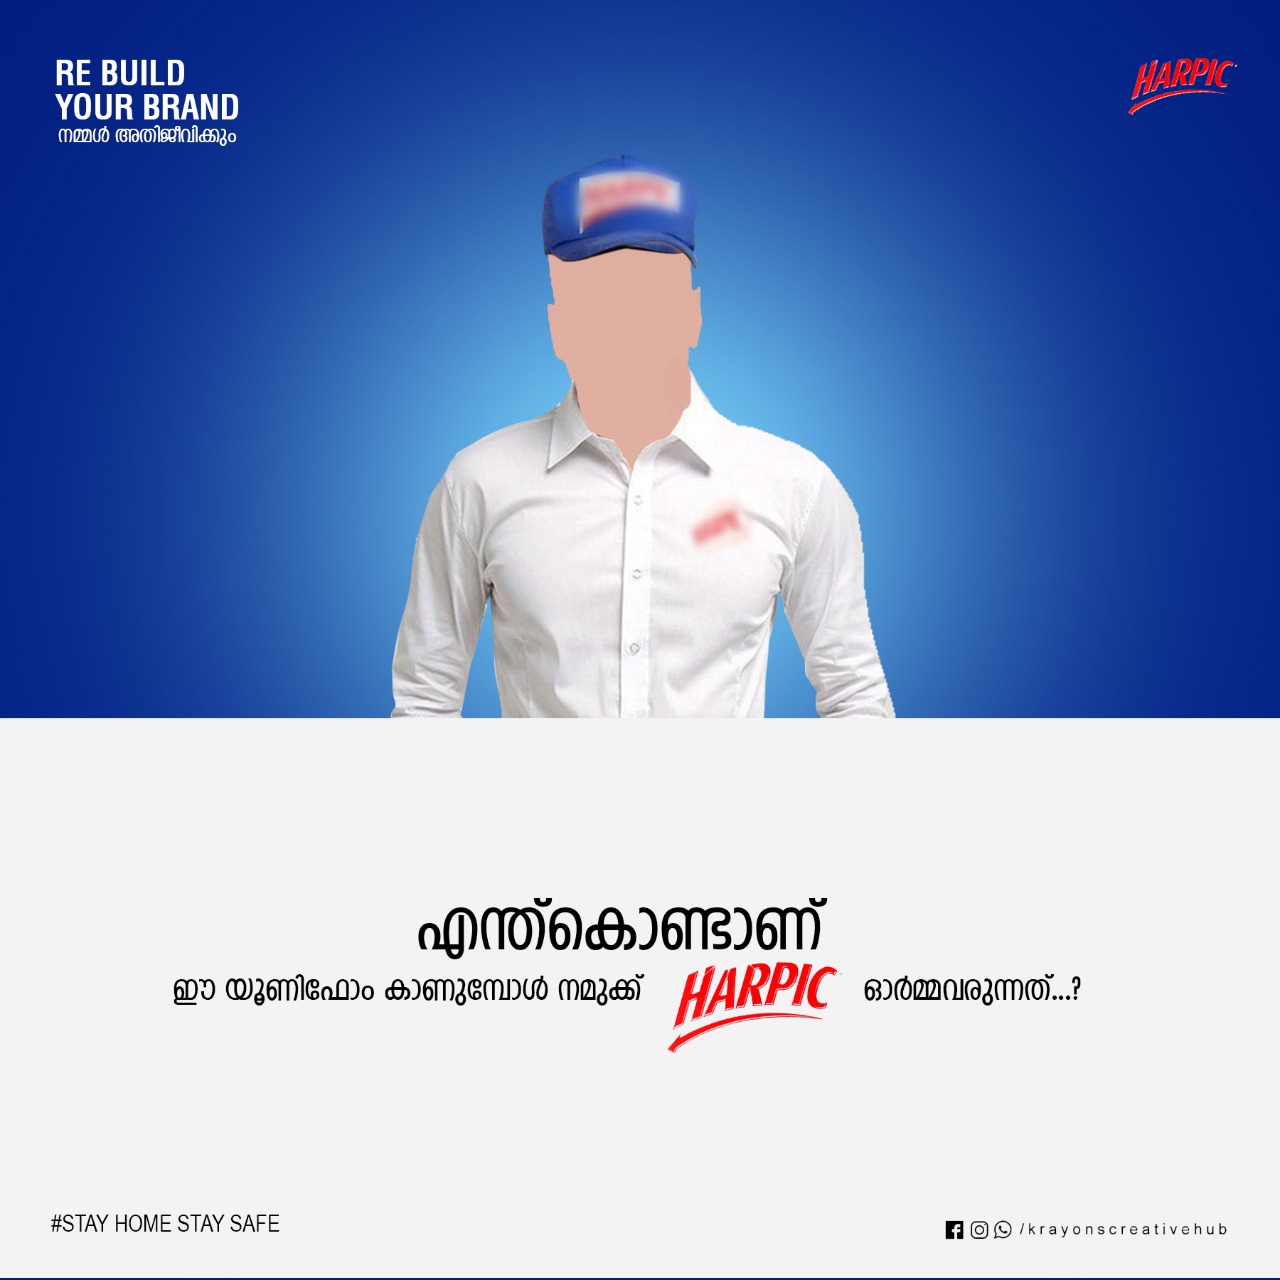 RE BUILD
YOUR BRAND
നമ്മൾ അതിജീവിക്കും
HARPIC
എന്ത്കൊണ്ടാണ്
ഈ യൂണിഫോം കാണുമ്പോൾ നമുക്ക് HARPIC ഓർമ്മവരുന്നത്...?
#STAY HOME STAY SAFE
/krayonscreativehub